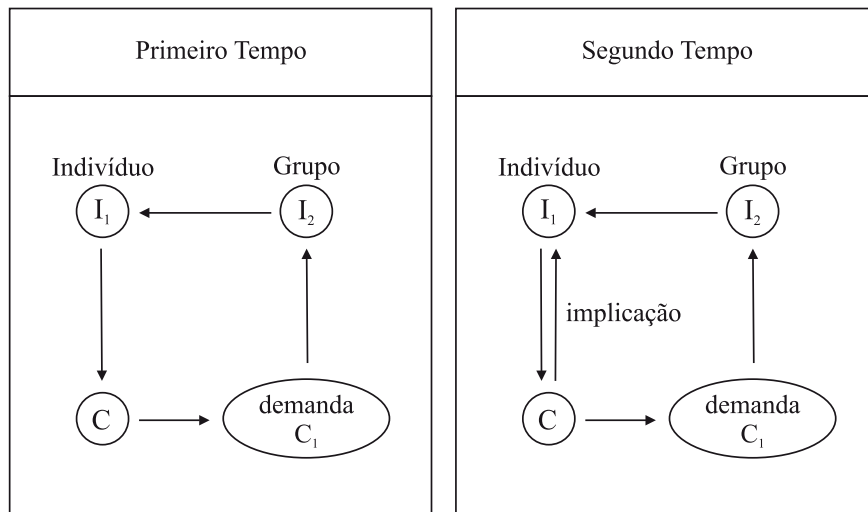 Primeiro Tempo
Indivíduo
Grupo
I₁
I₂
C
demanda
C₁
Segundo Tempo
Indivíduo
Grupo
I₁
I₂
implicação
C
demanda
C₁